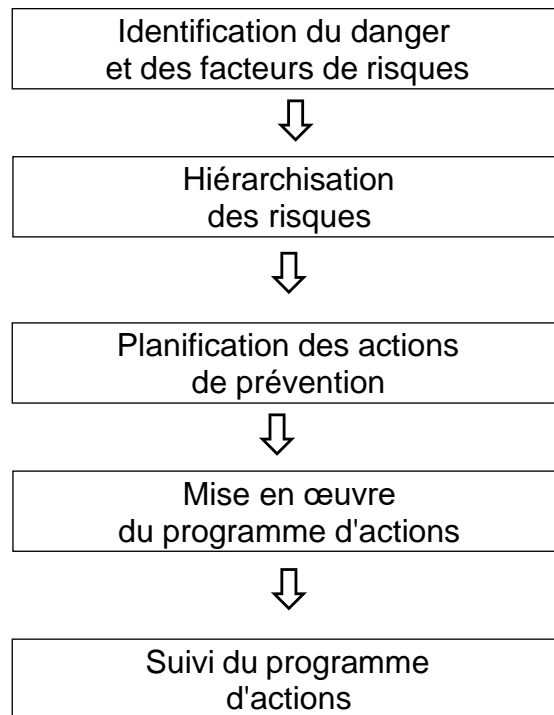 Identification du danger
et des facteurs de risques
Hiérarchisation
des risques
Planification des actions
de prévention
Mise en œuvre
du programme d'actions
Suivi du programme
d'actions